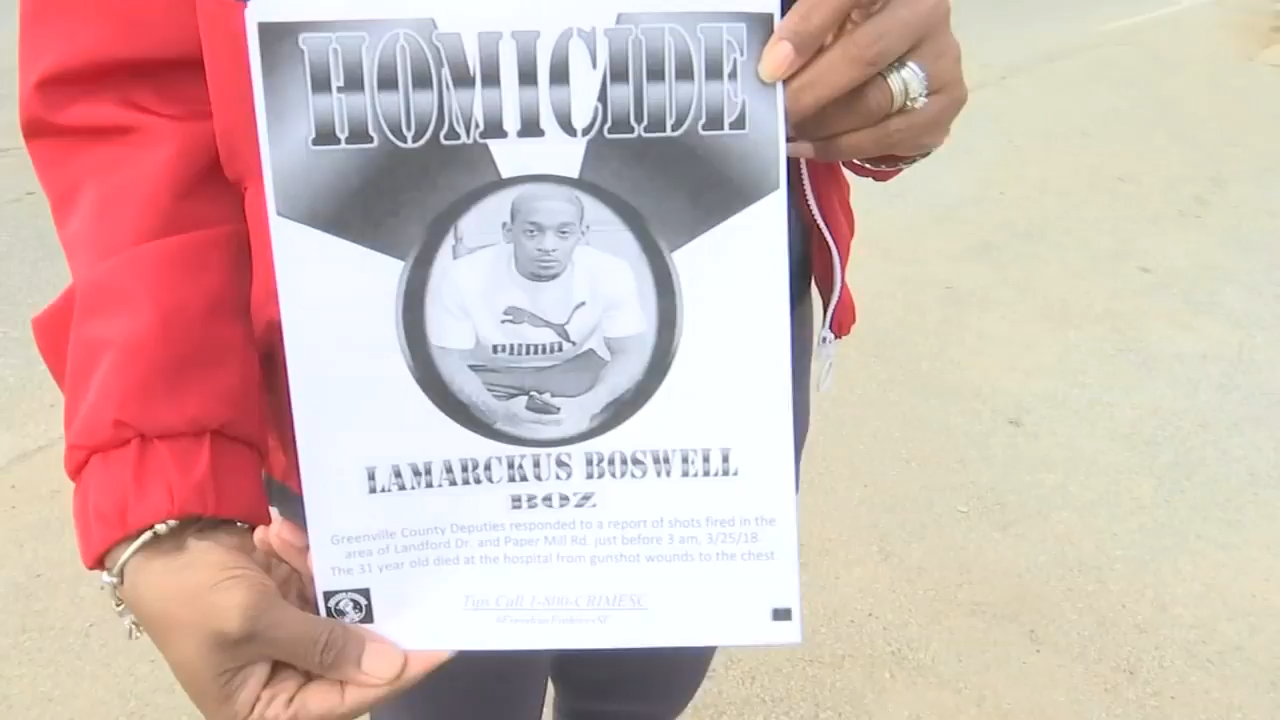 HOMICIDE
PUMA
LAMARCKUS BOSWELL
BOZ
Greenville County Deputies responded to a report of shots fired in the
area of Landford Dr. and Paper Mill Rd. just before 3 am, 3/25/18.
The 31 year old died at the hospital from gunshot wounds to the chest
Tips Call 1-800-CRIMESC